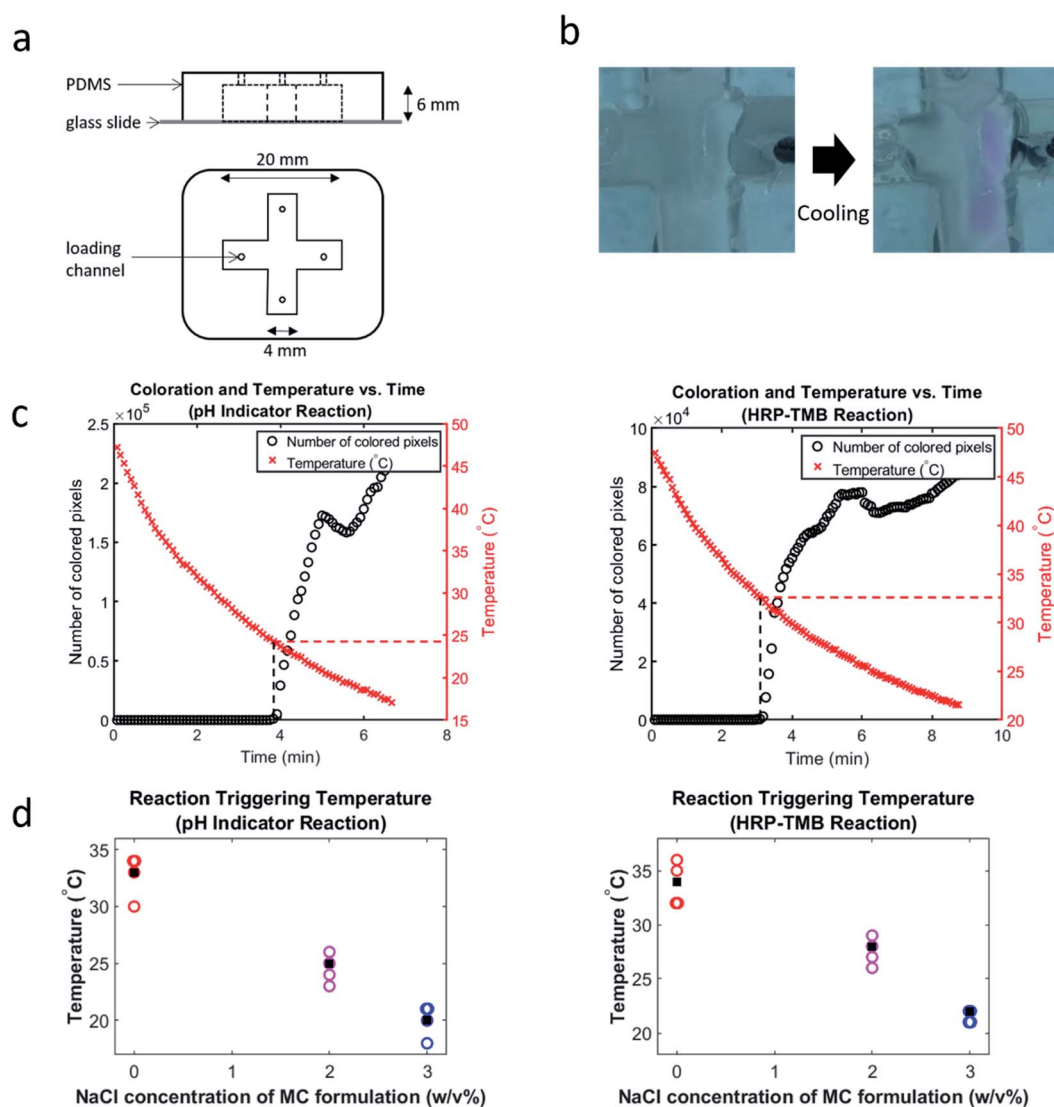 a
PDMS
glass slide
6 mm
20 mm
loading
channel
4 mm
b
Cooling
c
Coloration and Temperature vs. Time
(pH Indicator Reaction)
×10⁵
Number of colored pixels
Temperature (°C)
2.5
2
1.5
1
0.5
0
Number of colored pixels
50
45
40
35
30
25
20
15
Temperature (°C)
0
2
4
6
8
Time (min)
Coloration and Temperature vs. Time
(HRP-TMB Reaction)
×10⁴
Number of colored pixels
Temperature (°C)
10
8
6
4
2
0
Number of colored pixels
50
45
40
35
30
25
20
Temperature (°C)
0
2
4
6
8
10
Time (min)
d
Reaction Triggering Temperature
(pH Indicator Reaction)
35
30
25
20
Temperature (°C)
0
1
2
3
NaCl concentration of MC formulation (w/v%)
Reaction Triggering Temperature
(HRP-TMB Reaction)
35
30
25
20
Temperature (°C)
0
1
2
3
NaCl concentration of MC formulation (w/v%)